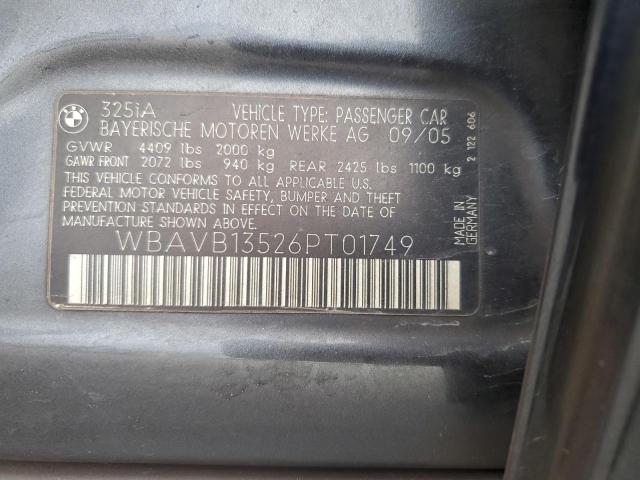 BMW
325iA VEHICLE TYPE: PASSENGER CAR
BAYERISCHE MOTOREN WERKE AG 09/05
GVWR 4409 lbs 2000 kg
GAWR FRONT 2072 lbs 940 kg REAR 2425 lbs 1100 kg
THIS VEHICLE CONFORMS TO ALL APPLICABLE U.S.
FEDERAL MOTOR VEHICLE SAFETY, BUMPER AND THEFT
PREVENTION STANDARDS IN EFFECT ON THE DATE OF
MANUFACTURE SHOWN ABOVE.
WBAVB13526PT01749
MADE IN
GERMANY
2 122 606